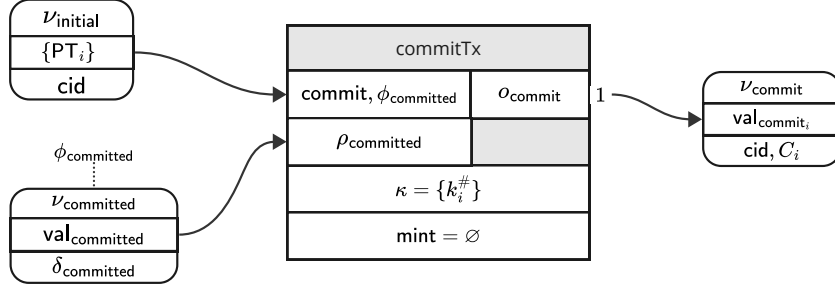 ν_initial
{PT_i}
cid
φ_committed
ν_committed
val_committed
δ_committed
commitTx
commit, φ_committed
o_commit
1
ρ_committed
κ = {k_i^#}
mint = ∅
ν_commit
val_commit_i
cid, C_i